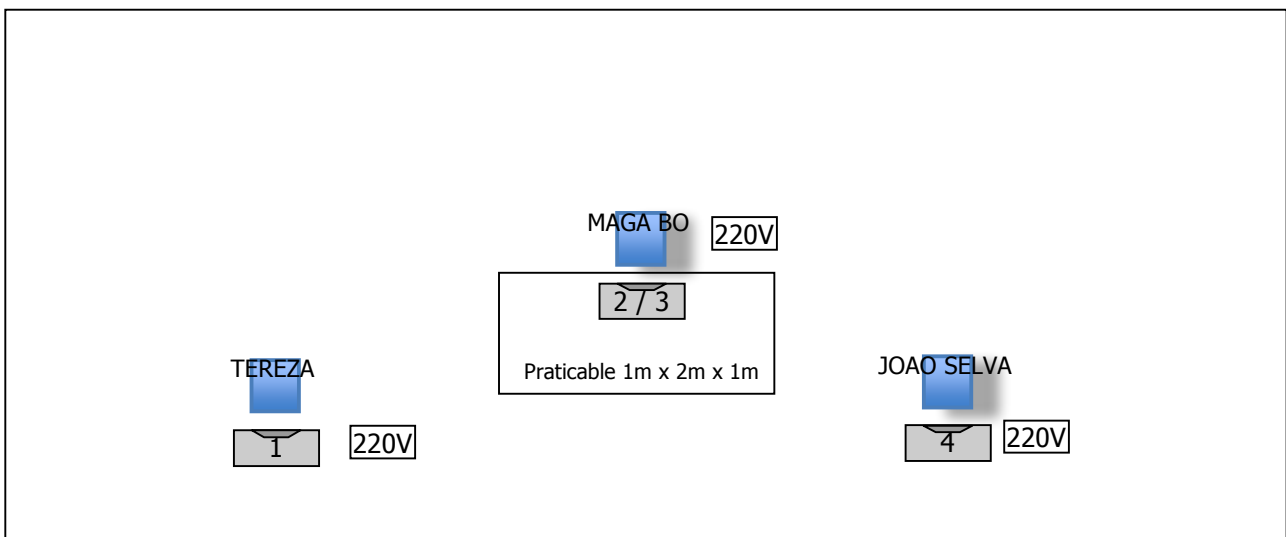 MAGA BO
220V
2 / 3
Praticable 1m x 2m x 1m
TEREZA
JOAO SELVA
1
220V
4
220V